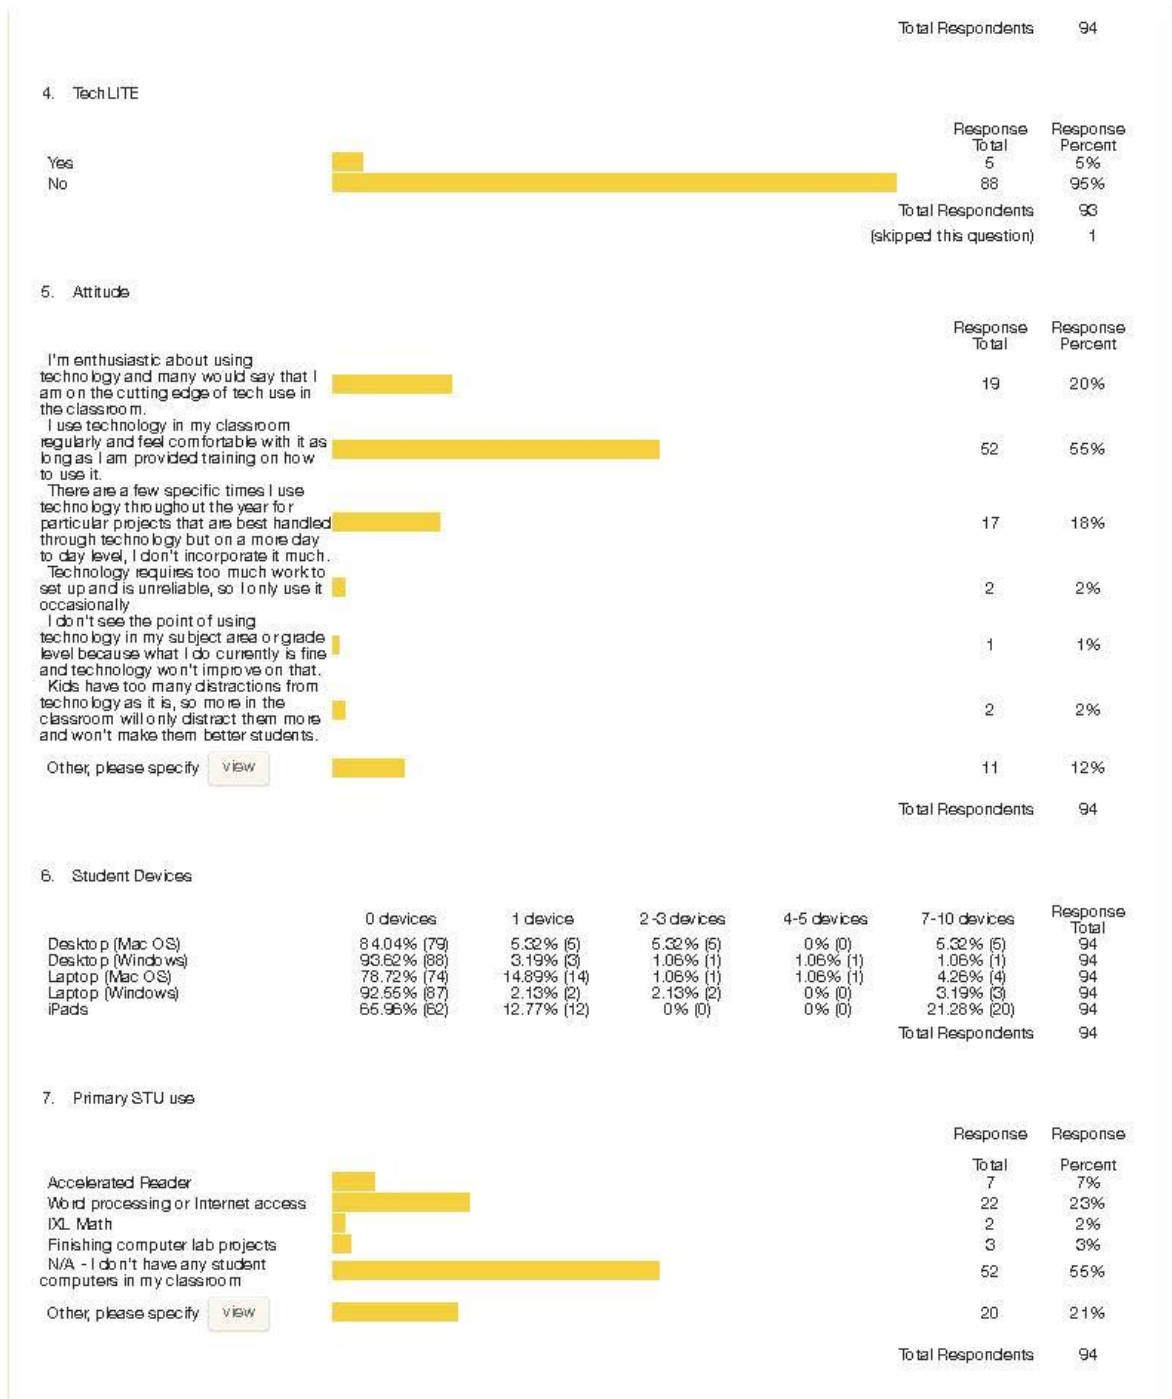 Total Respondents 94
4. Tech LITE
Response Response
Total Percent
Yes 5 5%
No 88 95%
Total Respondents 93
(skipped this question) 1
5. Attitude
Response Response
Total Percent
I'm enthusiastic about using
technology and many would say that I
am on the cutting edge of tech use in
the classroom.
19 20%
I use technology in my classroom
regularly and feel comfortable with it as
long as I am provided training on how
to use it.
52 55%
There are a few specific times I use
technology throughout the year for
particular projects that are best handled
through technology but on a more day
to day level, I don't incorporate it much.
17 18%
Technology requires too much work to
set up and is unreliable, so I only use it
occasionally
2 2%
I don't see the point of using
technology in my subject area or grade
level because what I do currently is fine
and technology won't improve on that.
1 1%
Kids have too many distractions from
technology as it is, so more in the
classroom will only distract them more
and won't make them better students.
2 2%
Other, please specify view 11 12%
Total Respondents 94
6. Student Devices
0 devices 1 device 2-3 devices 4-5 devices 7-10 devices Response
Total
Desktop (Mac OS) 84.04% (79) 5.32% (5) 5.32% (5) 0% (0) 5.32% (5) 94
Desktop (Windows) 93.62% (88) 3.19% (3) 1.06% (1) 1.06% (1) 1.06% (1) 94
Laptop (Mac OS) 78.72% (74) 14.89% (14) 1.06% (1) 1.06% (1) 4.26% (4) 94
Laptop (Windows) 92.55% (87) 2.13% (2) 2.13% (2) 0% (0) 3.19% (3) 94
iPads 65.96% (62) 12.77% (12) 0% (0) 0% (0) 21.28% (20) 94
Total Respondents 94
7. Primary STU use
Response Response
Total Percent
Accelerated Reader 7 7%
Word processing or Internet access 22 23%
IXL Math 2 2%
Finishing computer lab projects 3 3%
N/A - I don't have any student
computers in my classroom
52 55%
Other, please specify view 20 21%
Total Respondents 94